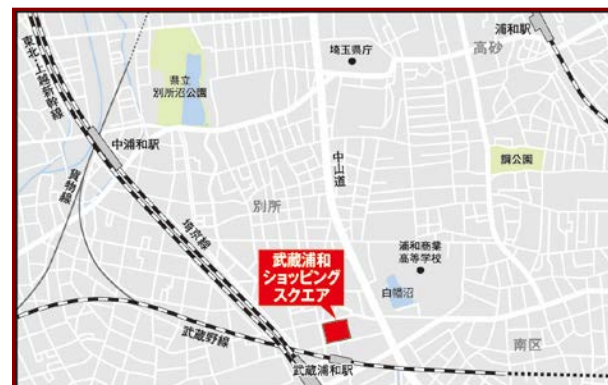 浦和駅
埼玉県庁
高砂
東北・上越新幹線
県立
別所沼公園
中浦和駅
中山道
調公園
貨物線
別所
埼京線
浦和商業
高等学校
武蔵浦和
ショッピング
スクエア
白幡沼
武蔵野線
南区
武蔵浦和駅